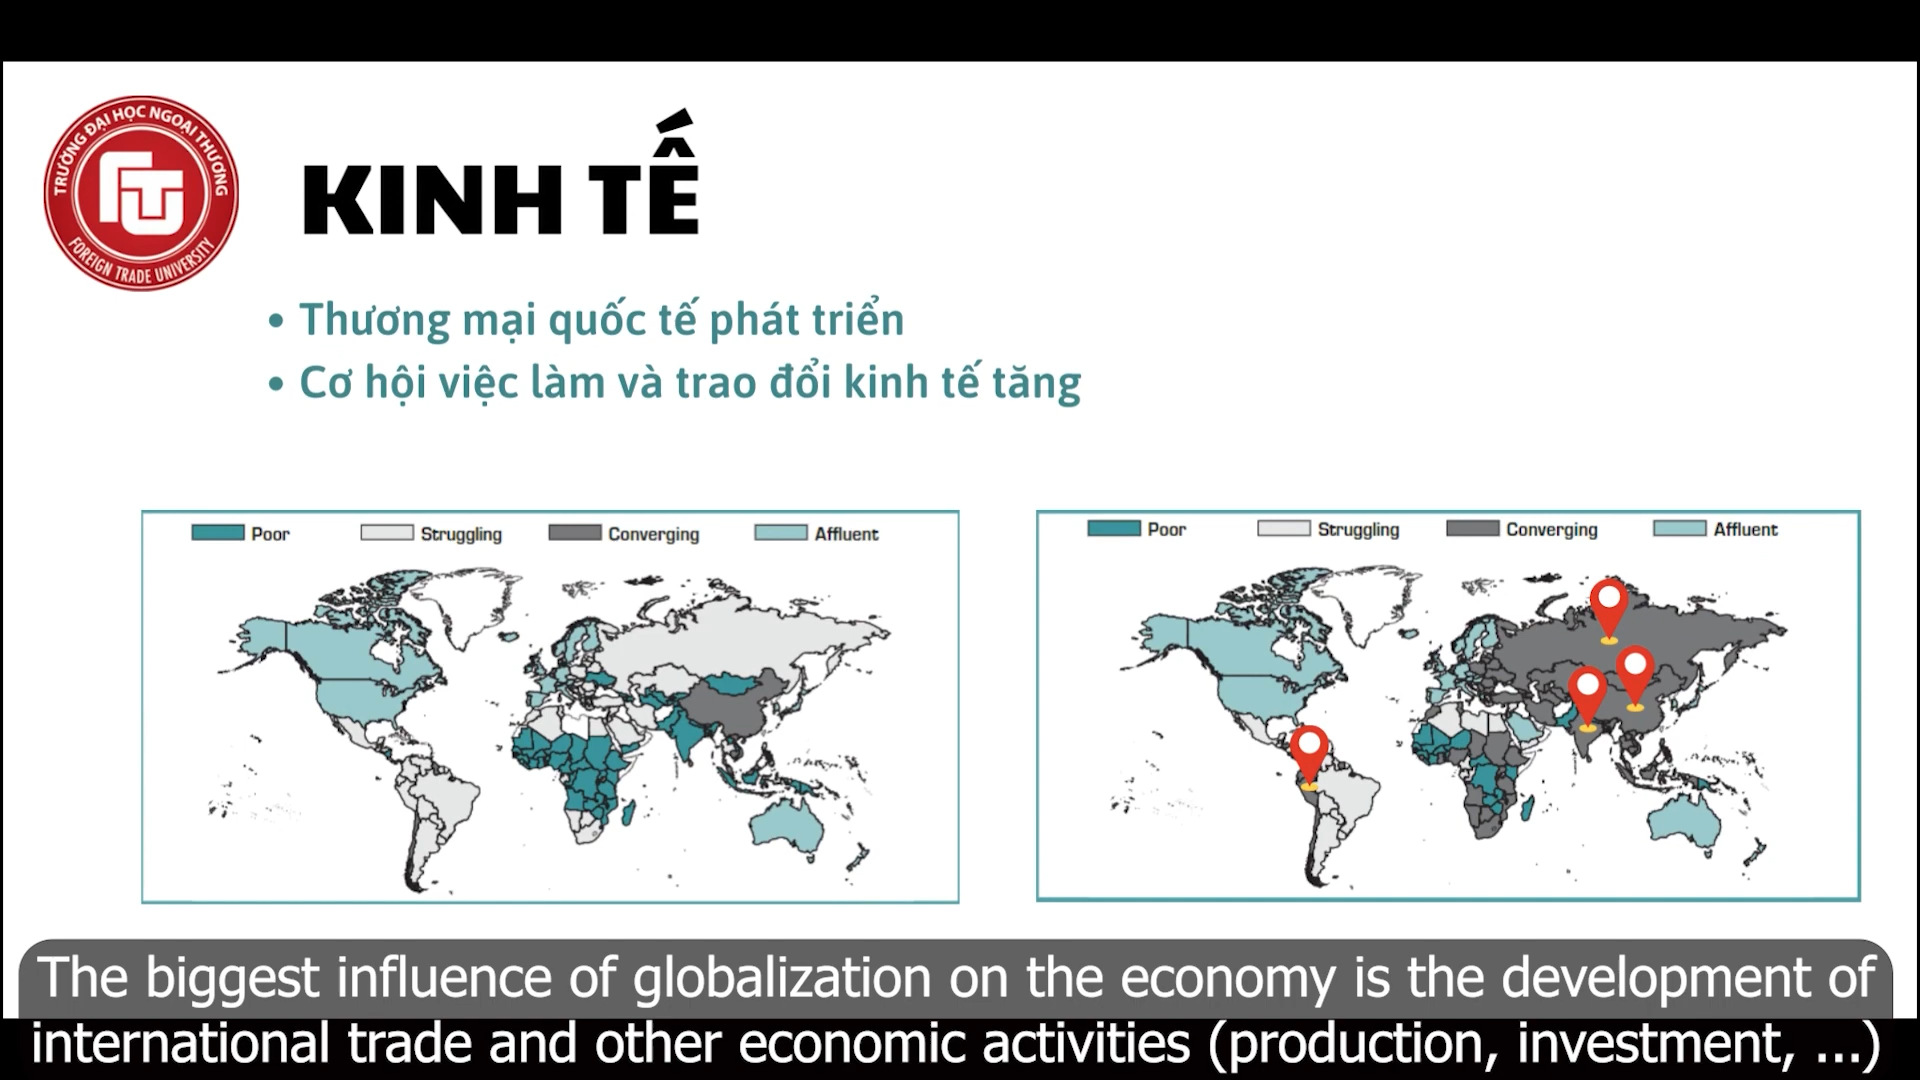 TRƯỜNG ĐẠI HỌC NGOẠI THƯƠNG
FTU
FOREIGN TRADE UNIVERSITY
KINH TẾ
• Thương mại quốc tế phát triển
• Cơ hội việc làm và trao đổi kinh tế tăng
Poor Struggling Converging Affluent
Poor Struggling Converging Affluent
The biggest influence of globalization on the economy is the development of
international trade and other economic activities (production, investment, ...)